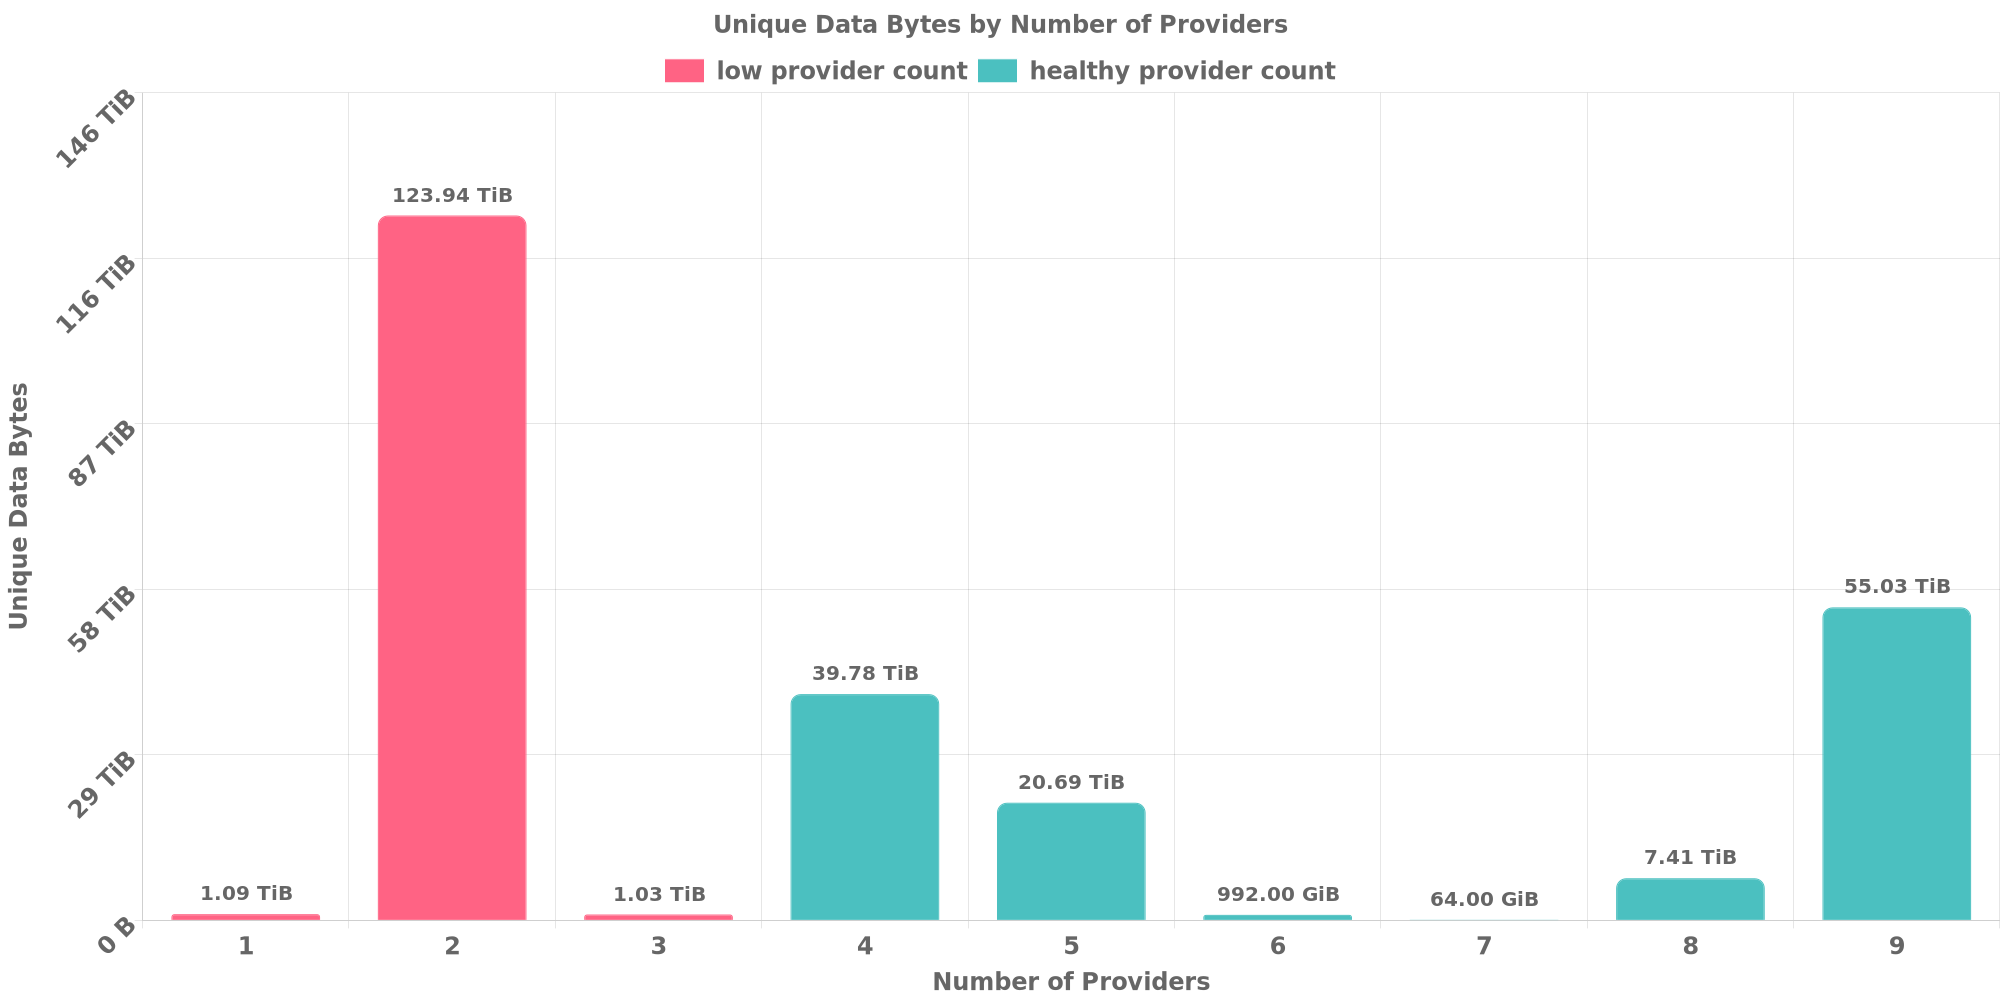 Unique Data Bytes by Number of Providers
low provider count healthy provider count
146 TiB
116 TiB
87 TiB
58 TiB
29 TiB
0 B
Unique Data Bytes
1.09 TiB
123.94 TiB
1.03 TiB
39.78 TiB
20.69 TiB
992.00 GiB
64.00 GiB
7.41 TiB
55.03 TiB
1 2 3 4 5 6 7 8 9
Number of Providers